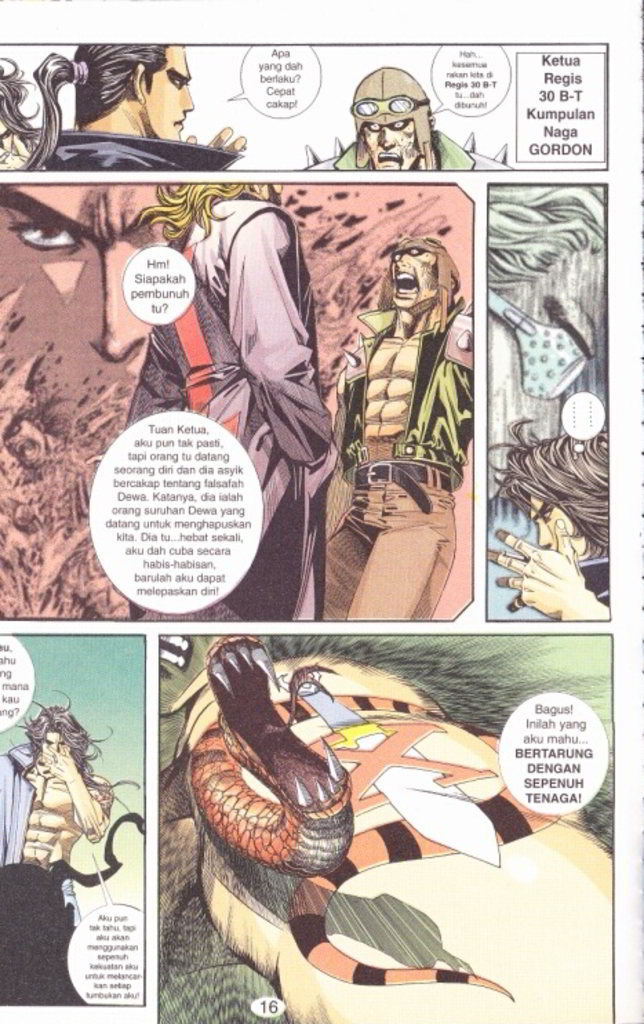 Apa
yang dah
berlaku?
Cepat
cakap!
Hah...
kesemua
rakan kita di
Regis 30 B-T
tu...dah
dibunuh!
Ketua
Regis
30 B-T
Kumpulan
Naga
GORDON
Hm!
Siapakah
pembunuh
tu?
Tuan Ketua,
aku pun tak pasti,
tapi orang tu datang
seorang diri dan dia asyik
bercakap tentang falsafah
Dewa. Katanya, dia ialah
orang suruhan Dewa yang
datang untuk menghapuskan
kita. Dia tu...hebat sekali,
aku dah cuba secara
habis-habisan,
barulah aku dapat
melepaskan diri!
......
mana
kau
Aku pun
tak tahu, tapi
aku akan
menggunakan
sepenuh
kekuatan aku
untuk melancar-
kan setiap
tumbukan aku!
Bagus!
Inilah yang
aku mahu...
BERTARUNG
DENGAN
SEPENUH
TENAGA!
16